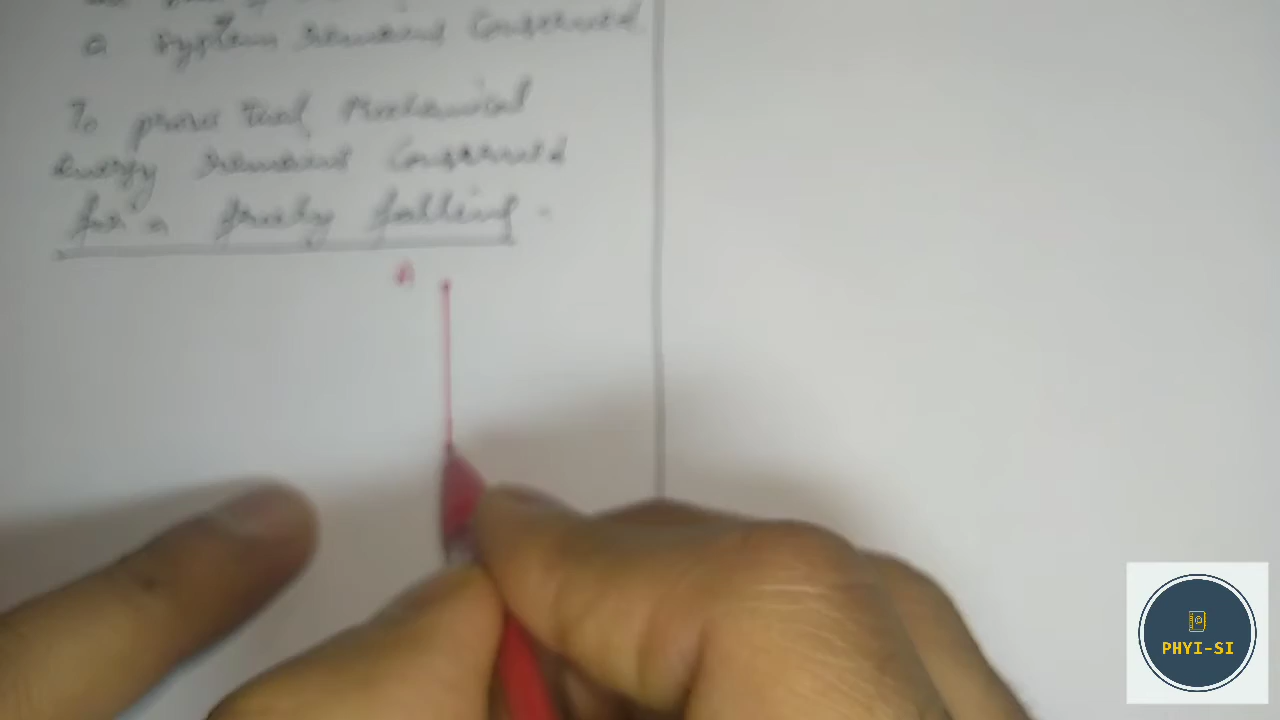 a system remains Conserved
To prove that Mechanical
energy remains Conserved
for a freely falling -
A
PHYI-SI